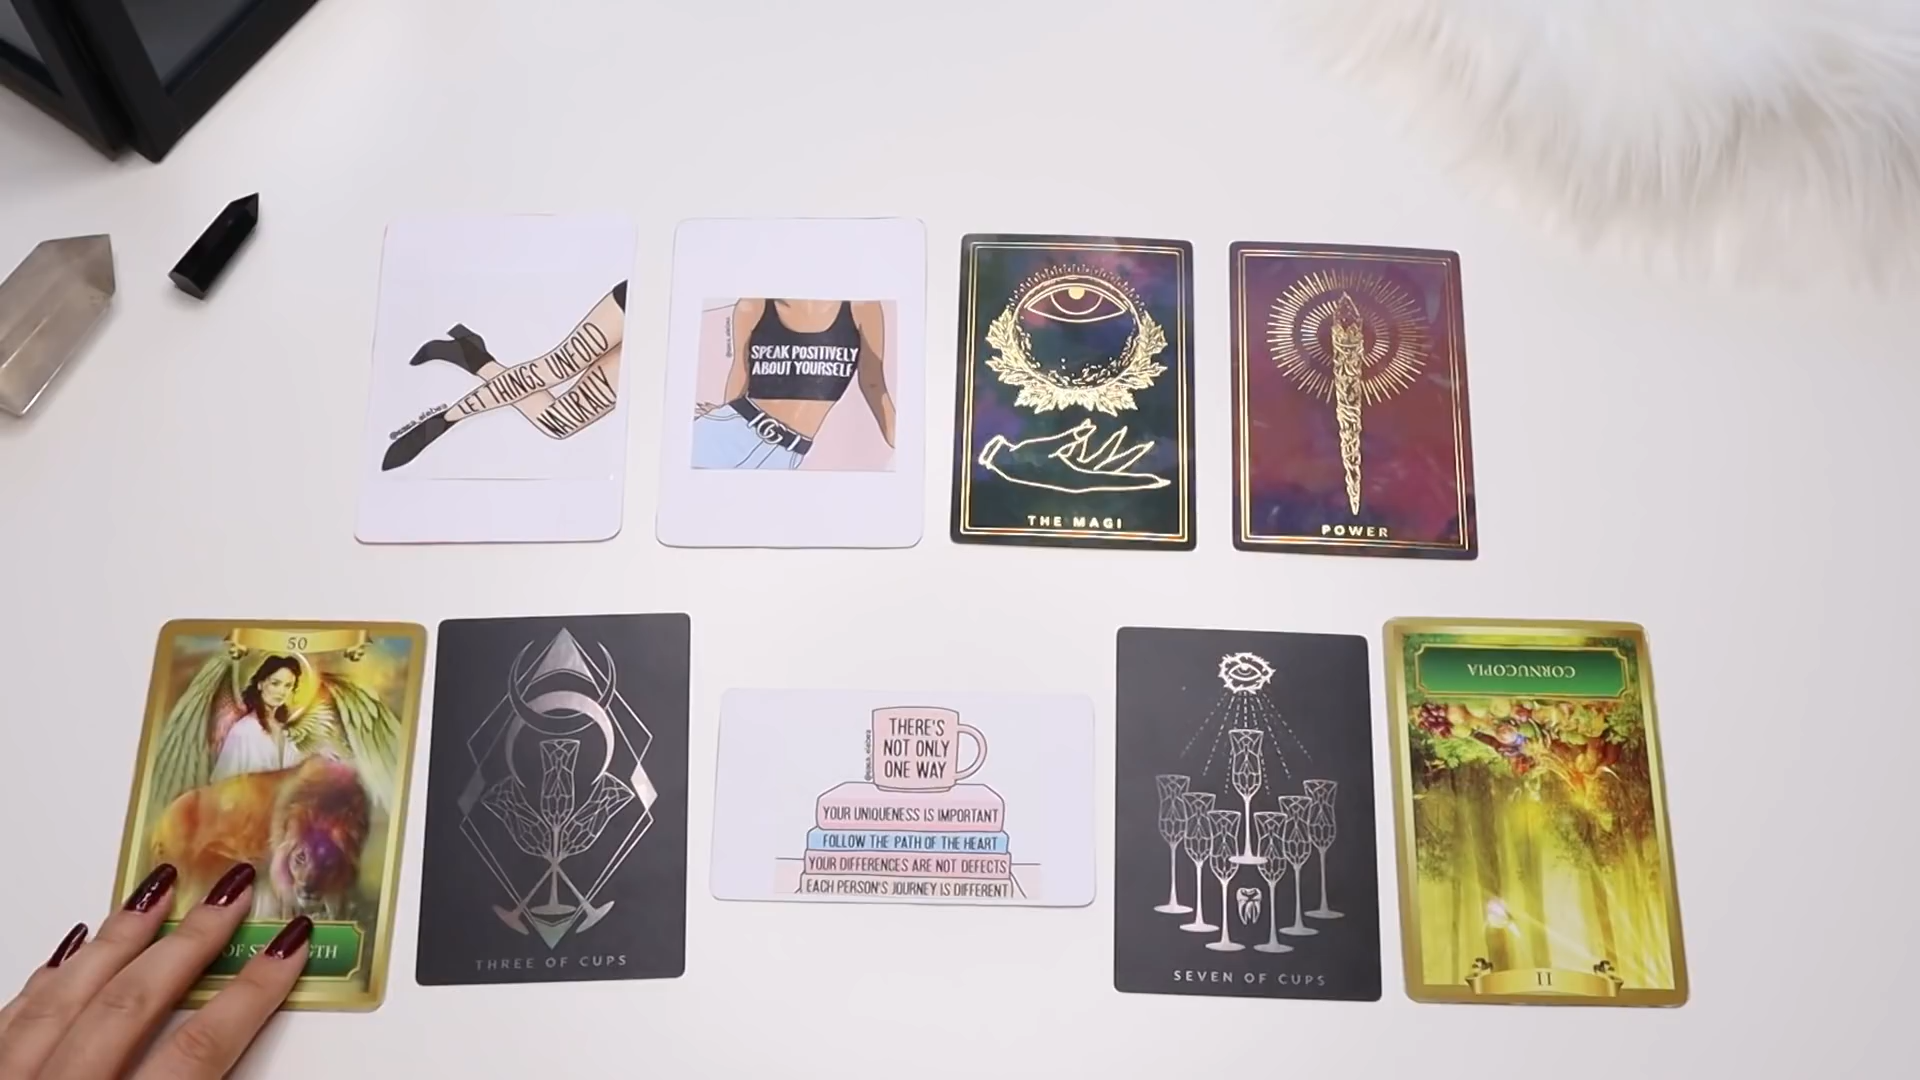 LET THINGS UNFOLD
NATURALLY
SPEAK POSITIVELY
ABOUT YOURSELF
THE MAGI
POWER
50
OF STRENGTH
THREE OF CUPS
THERE'S
NOT ONLY
ONE WAY
YOUR UNIQUENESS IS IMPORTANT
FOLLOW THE PATH OF THE HEART
YOUR DIFFERENCES ARE NOT DEFECTS
EACH PERSON'S JOURNEY IS DIFFERENT
SEVEN OF CUPS
CORNUCOPIA
11